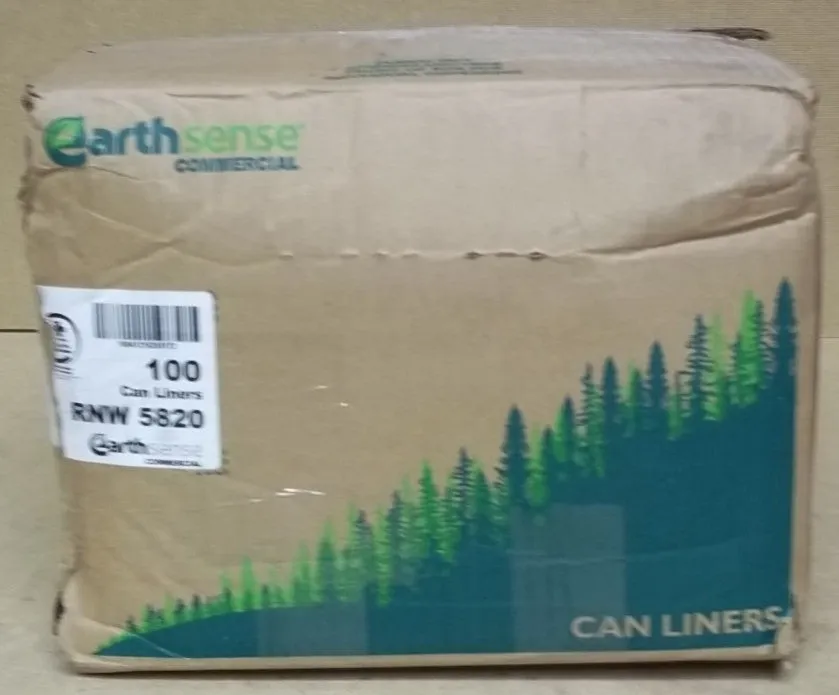 earthsense
COMMERCIAL
100
Can Liners
RNW 5820
earthsense
COMMERCIAL
CAN LINERS